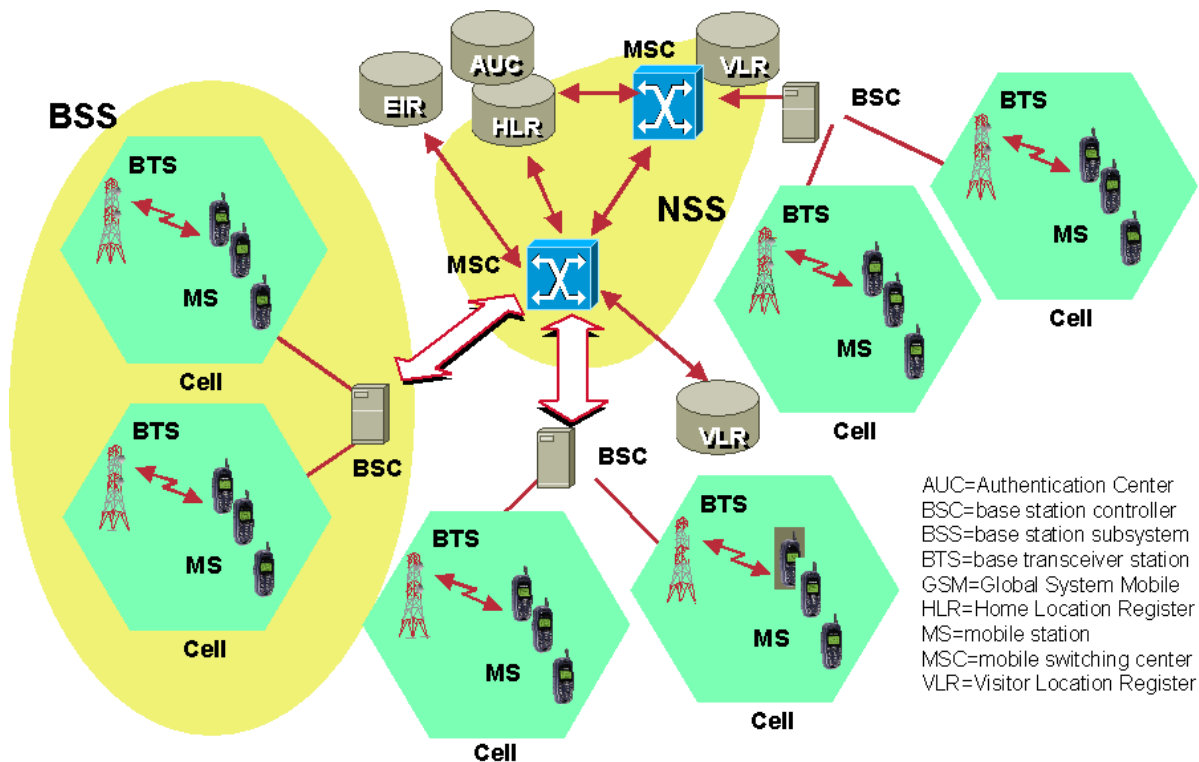 MSC
AUC
VLR
EIR
HLR
BSC
BSS
BTS
MS
Cell
BTS
MS
Cell
BSC
NSS
MSC
BTS
MS
Cell
BTS
MS
Cell
VLR
BSC
BTS
MS
Cell
BTS
MS
Cell
AUC=Authentication Center
BSC=base station controller
BSS=base station subsystem
BTS=base transceiver station
GSM=Global System Mobile
HLR=Home Location Register
MS=mobile station
MSC=mobile switching center
VLR=Visitor Location Register